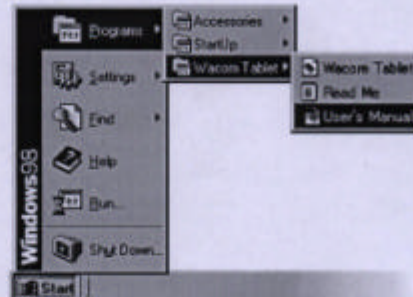 Programs
Accessories
StartUp
Wacom Tablet
Wacom Tablet
Read Me
User's Manual
Settings
Find
Help
Run...
Shut Down...
Windows98
Start